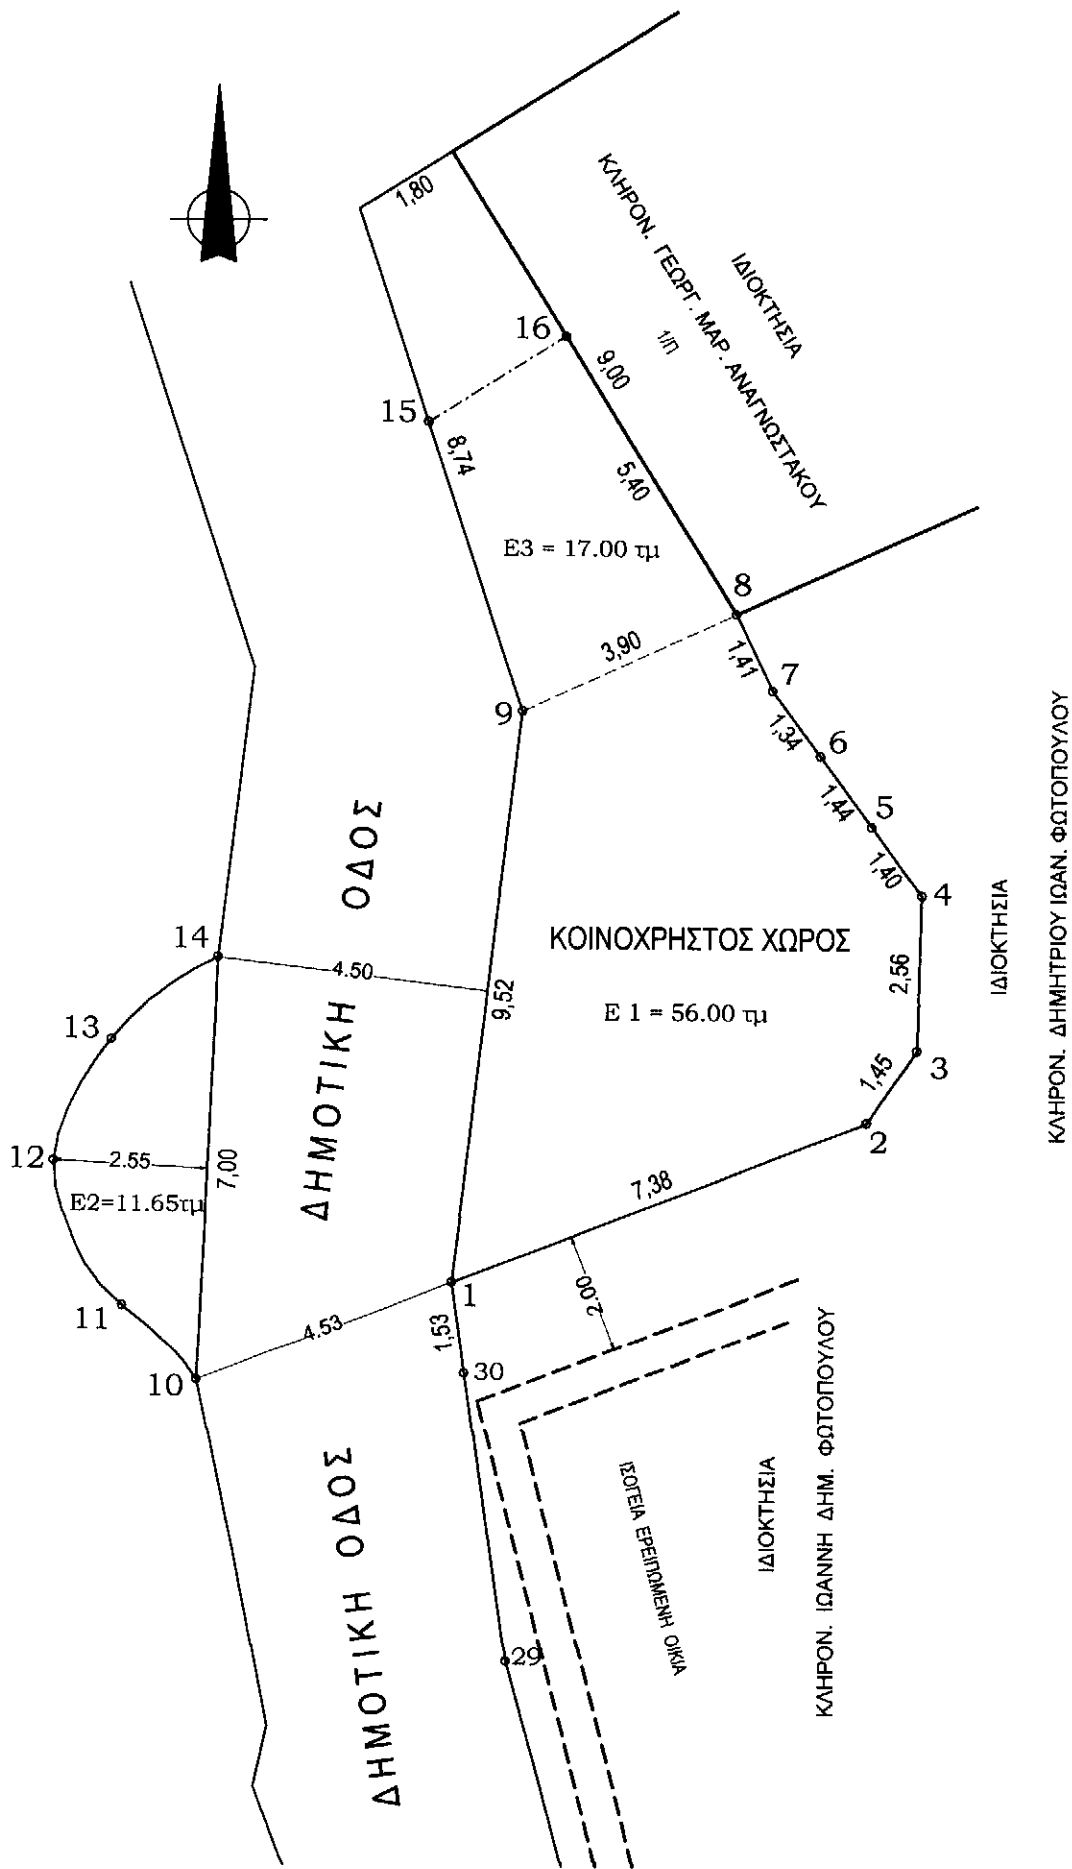 1,80
ΚΛΗΡΟΝ. ΓΕΩΡΓ. ΜΑΡ. ΑΝΑΓΝΩΣΤΑΚΟΥ
ΙΔΙΟΚΤΗΣΙΑ
1/Π
16
9,00
15
8,74
5,40
E3 = 17.00 τμ
8
3,90
1,41
7
9
1,34
6
1,44
5
1,40
4
ΔΗΜΟΤΙΚΗ ΟΔΟΣ
14
4.50
9,52
ΚΟΙΝΟΧΡΗΣΤΟΣ ΧΩΡΟΣ
E 1 = 56.00 τμ
2,56
ΙΔΙΟΚΤΗΣΙΑ
ΚΛΗΡΟΝ. ΔΗΜΗΤΡΙΟΥ ΙΩΑΝ. ΦΩΤΟΠΟΥΛΟΥ
13
3
1,45
2
12
2.55
7,00
E2=11.65τμ
7,38
11
1
4.53
2.00
1,53
10
30
ΔΗΜΟΤΙΚΗ ΟΔΟΣ
ΙΣΟΓΕΙΑ ΕΡΕΙΠΩΜΕΝΗ ΟΙΚΙΑ
ΙΔΙΟΚΤΗΣΙΑ
ΚΛΗΡΟΝ. ΙΩΑΝΝΗ ΔΗΜ. ΦΩΤΟΠΟΥΛΟΥ
29